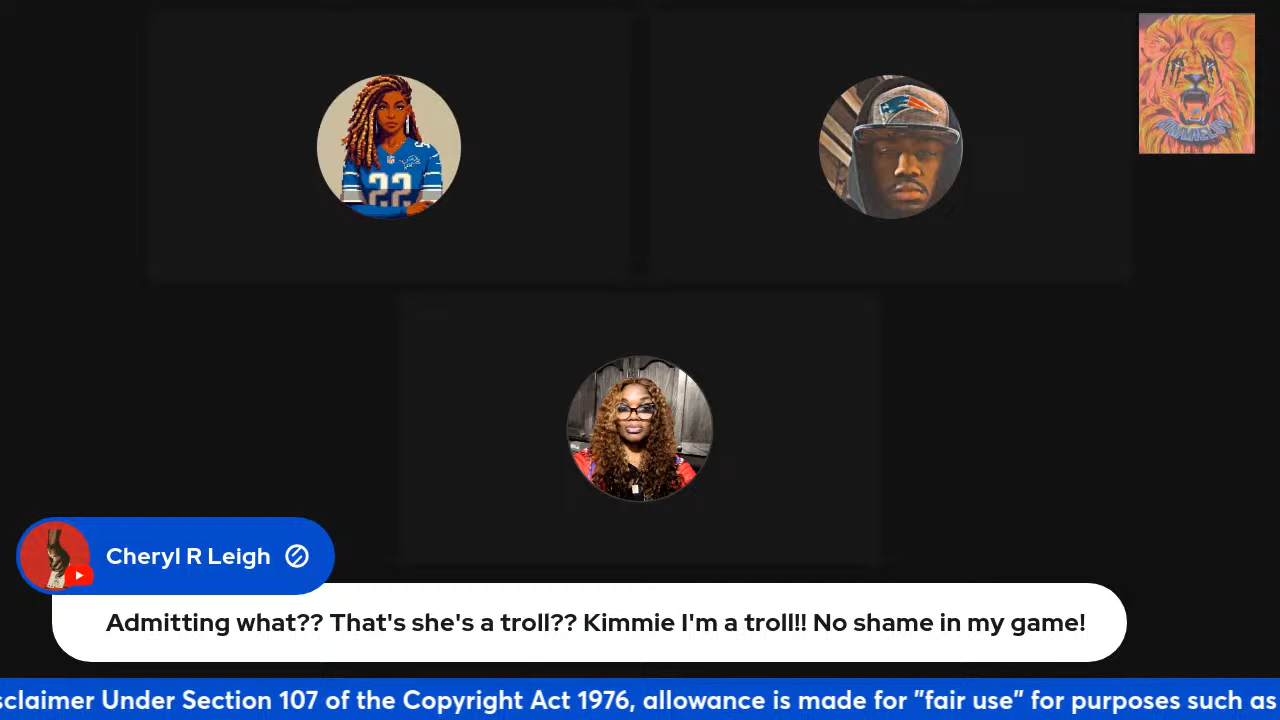 22
Cheryl R Leigh
Admitting what?? That's she's a troll?? Kimmie I'm a troll!! No shame in my game!
sclaimer Under Section 107 of the Copyright Act 1976, allowance is made for "fair use" for purposes such as